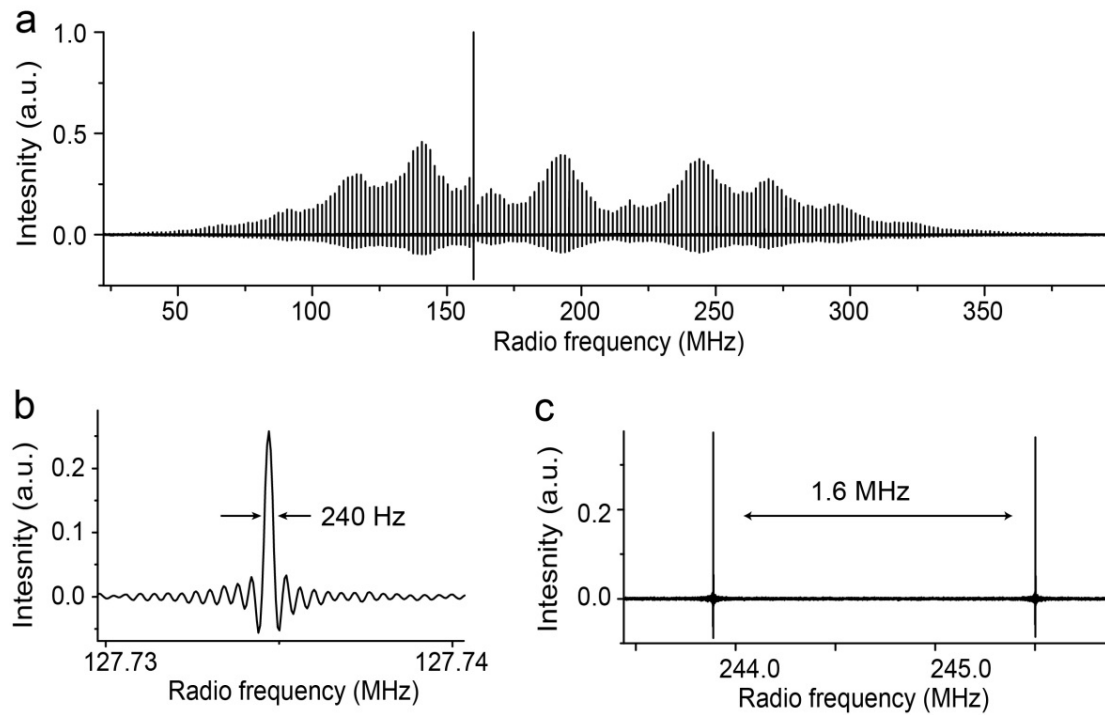 a
Intesnity (a.u.)
1.0
0.5
0.0
50 100 150 200 250 300 350
Radio frequency (MHz)
b
Intesnity (a.u.)
0.2
0.1
0.0
240 Hz
127.73 127.74
Radio frequency (MHz)
c
Intesnity (a.u.)
0.2
0.0
1.6 MHz
244.0 245.0
Radio frequency (MHz)